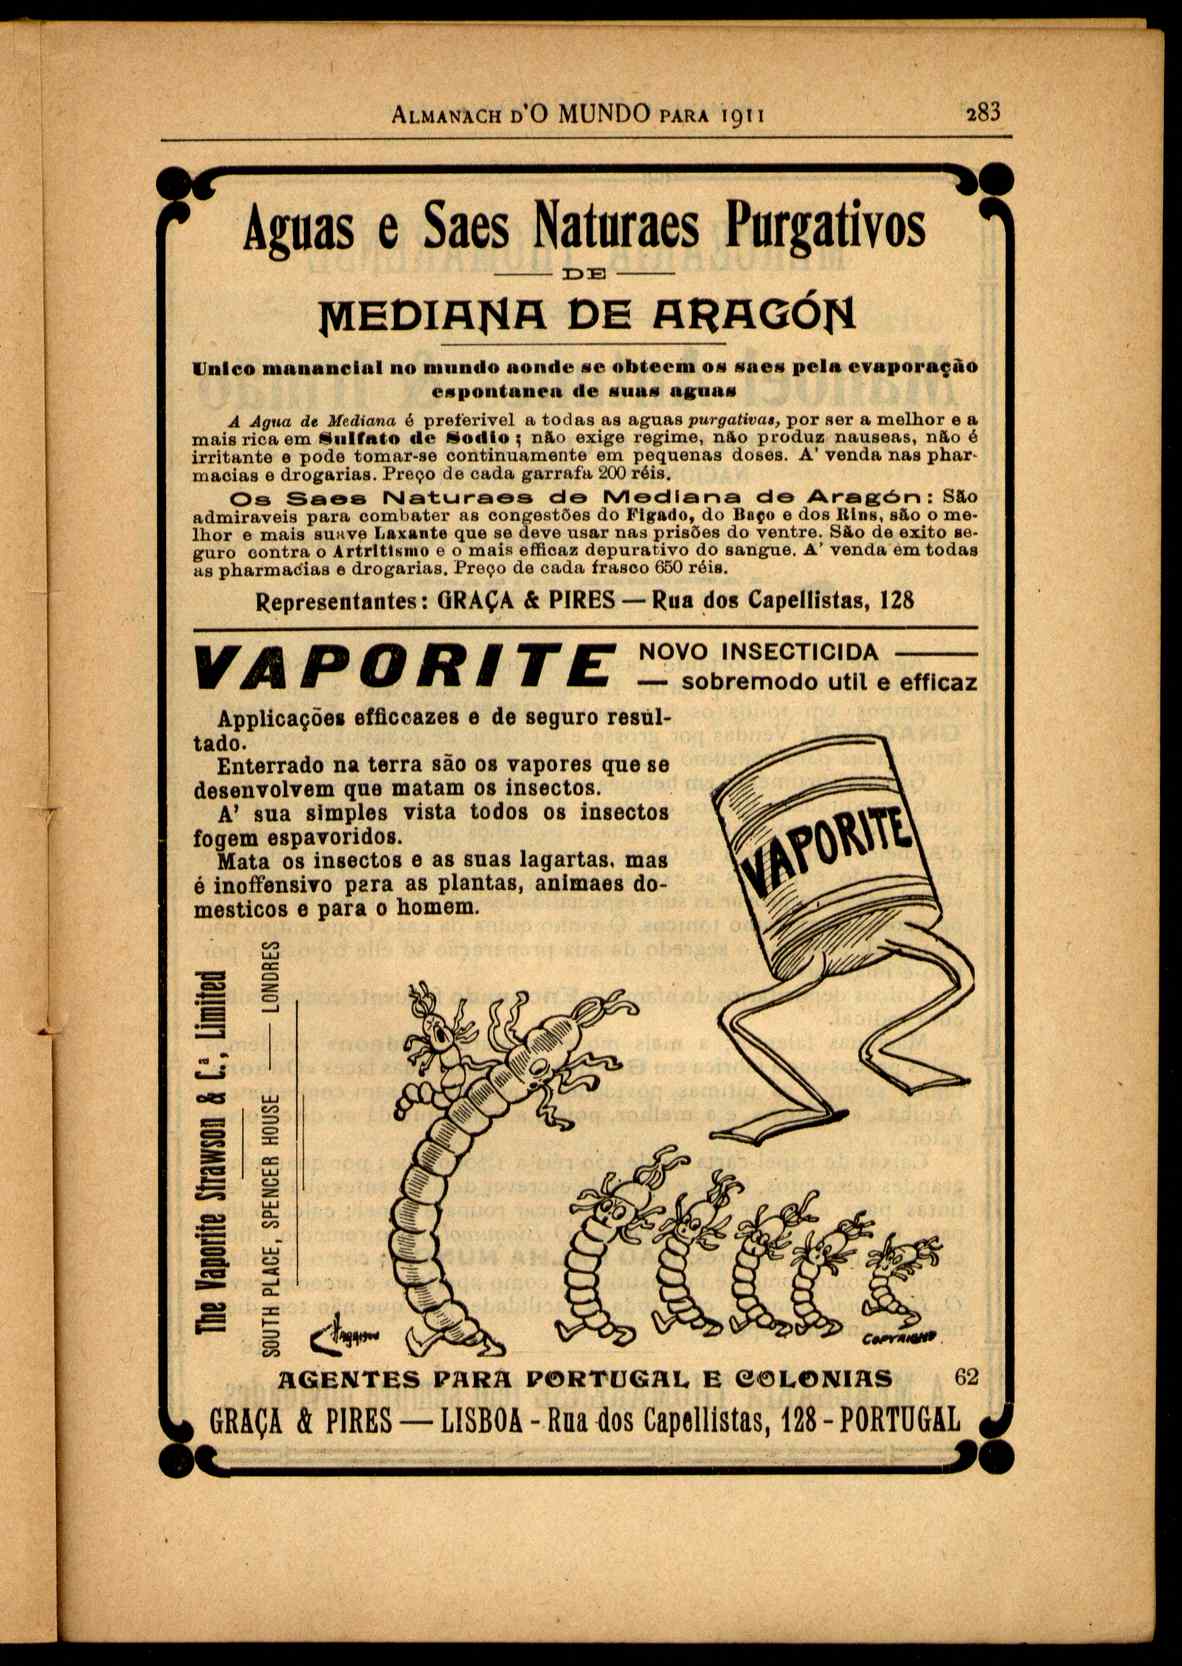 ALMANACH D'O MUNDO PARA 1911 283
Aguas e Saes Naturaes Purgativos
DE
MEDIANA DE ARAGÓN
Unico manancial no mundo aonde se obteem os saes pela evaporação
espontanea de suas aguas
A Agua de Mediana é preferivel a todas as aguas purgativas, por ser a melhor e a
mais rica em Sulfato de Sodio; não exige regime, não produz nauseas, não é
irritante e pode tomar-se continuamente em pequenas doses. A' venda nas phar-
macias e drogarias. Preço de cada garrafa 200 réis.
Os Saes Naturaes de Mediana de Aragón: São
admiraveis para combater as congestões do Figado, do Baço e dos Rins, são o me-
lhor e mais suave Laxante que se deve usar nas prisões do ventre. São de exito se-
guro contra o Artritismo e o mais efficaz depurativo do sangue. A' venda em todas
as pharmacias e drogarias. Preço de cada frasco 650 réis.
Representantes: GRAÇA & PIRES — Rua dos Capellistas, 128
VAPORITE NOVO INSECTICIDA —
— sobremodo util e efficaz
Applicações efficcazes e de seguro resul-
tado.
Enterrado na terra são os vapores que se
desenvolvem que matam os insectos.
A' sua simples vista todos os insectos
fogem espavoridos.
Mata os insectos e as suas lagartas, mas
é inoffensivo para as plantas, animaes do-
mesticos e para o homem.
VAPORITE
The Vaporite Strawson & C.ª, Limited
SOUTH PLACE, SPENCER HOUSE — LONDRES
COPYRIGHT.
AGENTES PARA PORTUGAL E COLONIAS 62
GRAÇA & PIRES — LISBOA - Rua dos Capellistas, 128 - PORTUGAL